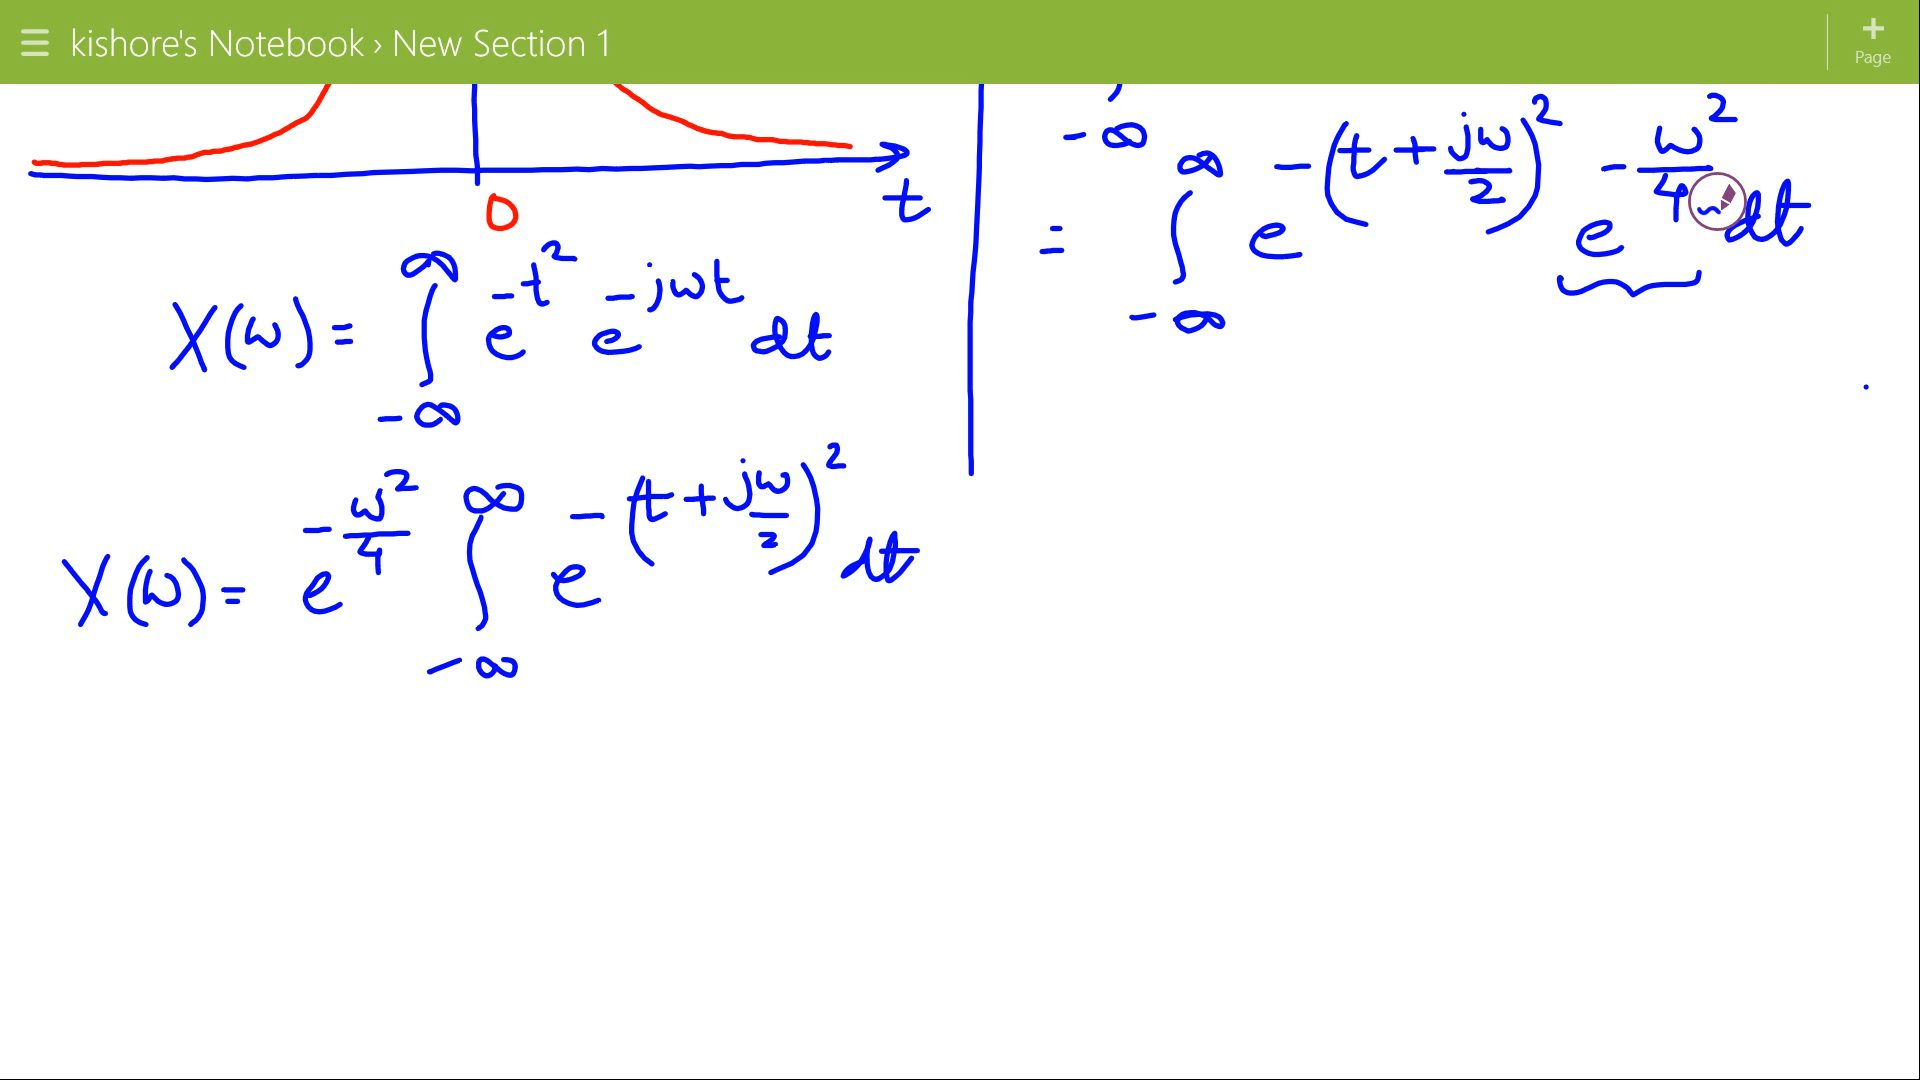 kishore's Notebook › New Section 1
+ Page
t
0
X(ω) = ∫_{-∞}^{∞} e^{-t²} e^{-jωt} dt
X(ω) = e^{-ω²/4} ∫_{-∞}^{∞} e^{-(t + jω/2)²} dt
-∞
= ∫_{-∞}^{∞} e^{-(t + jω/2)²} e^{-ω²/4} dt